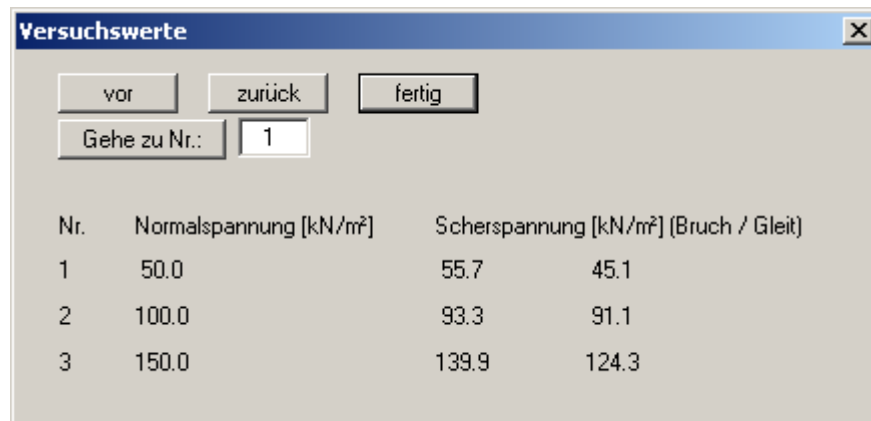 Versuchswerte
vor zurück fertig
Gehe zu Nr.: 1
Nr. Normalspannung [kN/m²] Scherspannung [kN/m²] (Bruch / Gleit)
1 50.0 55.7 45.1
2 100.0 93.3 91.1
3 150.0 139.9 124.3